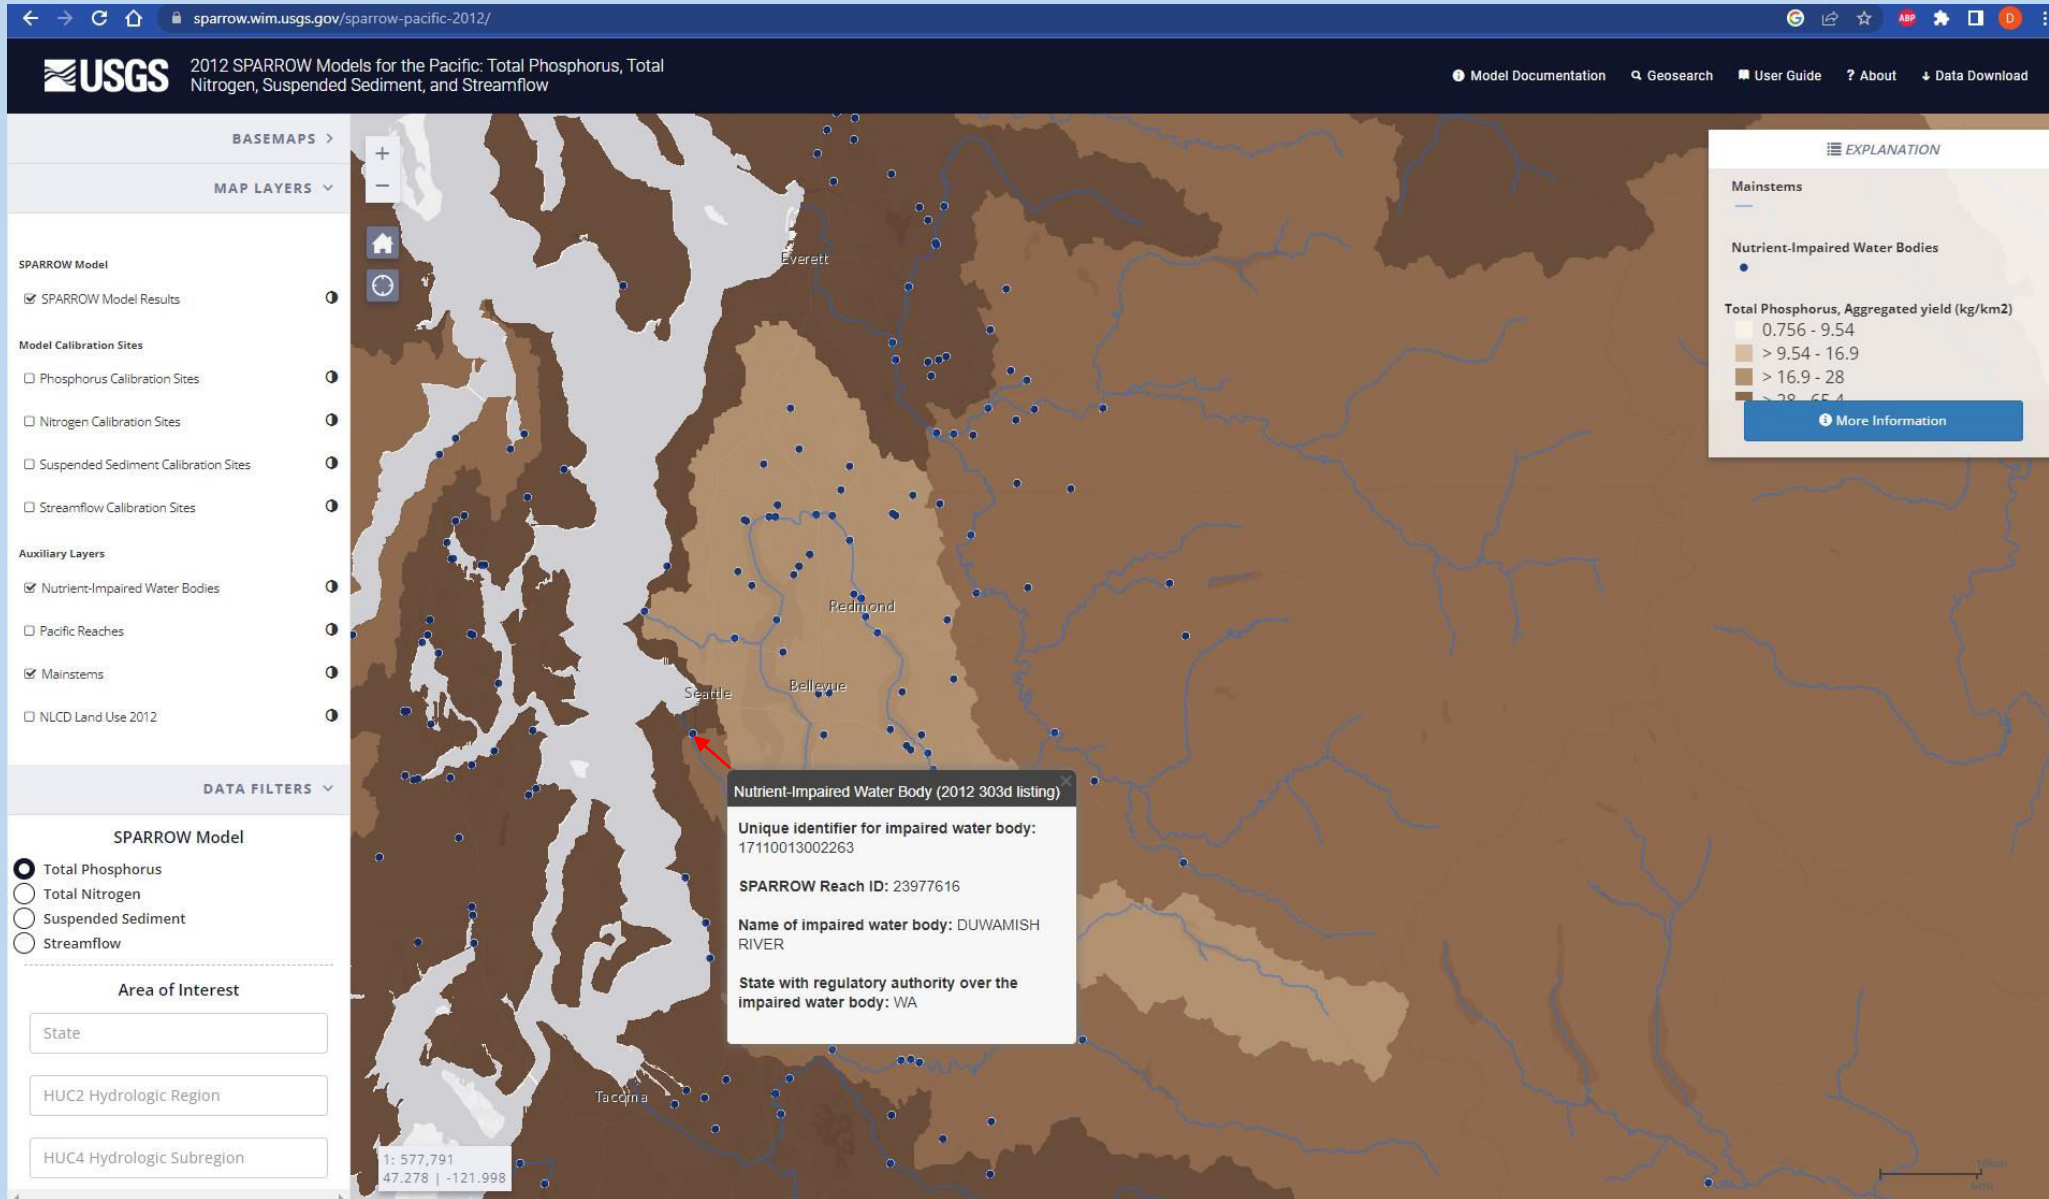 sparrow.wim.usgs.gov/sparrow-pacific-2012/
ABP
D
USGS
2012 SPARROW Models for the Pacific: Total Phosphorus, Total
Nitrogen, Suspended Sediment, and Streamflow
Model Documentation
Geosearch
User Guide
? About
Data Download
BASEMAPS
MAP LAYERS
SPARROW Model
SPARROW Model Results
Model Calibration Sites
Phosphorus Calibration Sites
Nitrogen Calibration Sites
Suspended Sediment Calibration Sites
Streamflow Calibration Sites
Auxiliary Layers
Nutrient-Impaired Water Bodies
Pacific Reaches
Mainstems
NLCD Land Use 2012
DATA FILTERS
SPARROW Model
Total Phosphorus
Total Nitrogen
Suspended Sediment
Streamflow
Area of Interest
State
HUC2 Hydrologic Region
HUC4 Hydrologic Subregion
+
−
Everett
Redmond
Bellevue
Seattle
Tacoma
Nutrient-Impaired Water Body (2012 303d listing)
Unique identifier for impaired water body:
17110013002263
SPARROW Reach ID: 23977616
Name of impaired water body: DUWAMISH
RIVER
State with regulatory authority over the
impaired water body: WA
1: 577,791
47.278 | -121.998
EXPLANATION
Mainstems
Nutrient-Impaired Water Bodies
Total Phosphorus, Aggregated yield (kg/km2)
0.756 - 9.54
> 9.54 - 16.9
> 16.9 - 28
> 28 - 65.4
More Information
10km